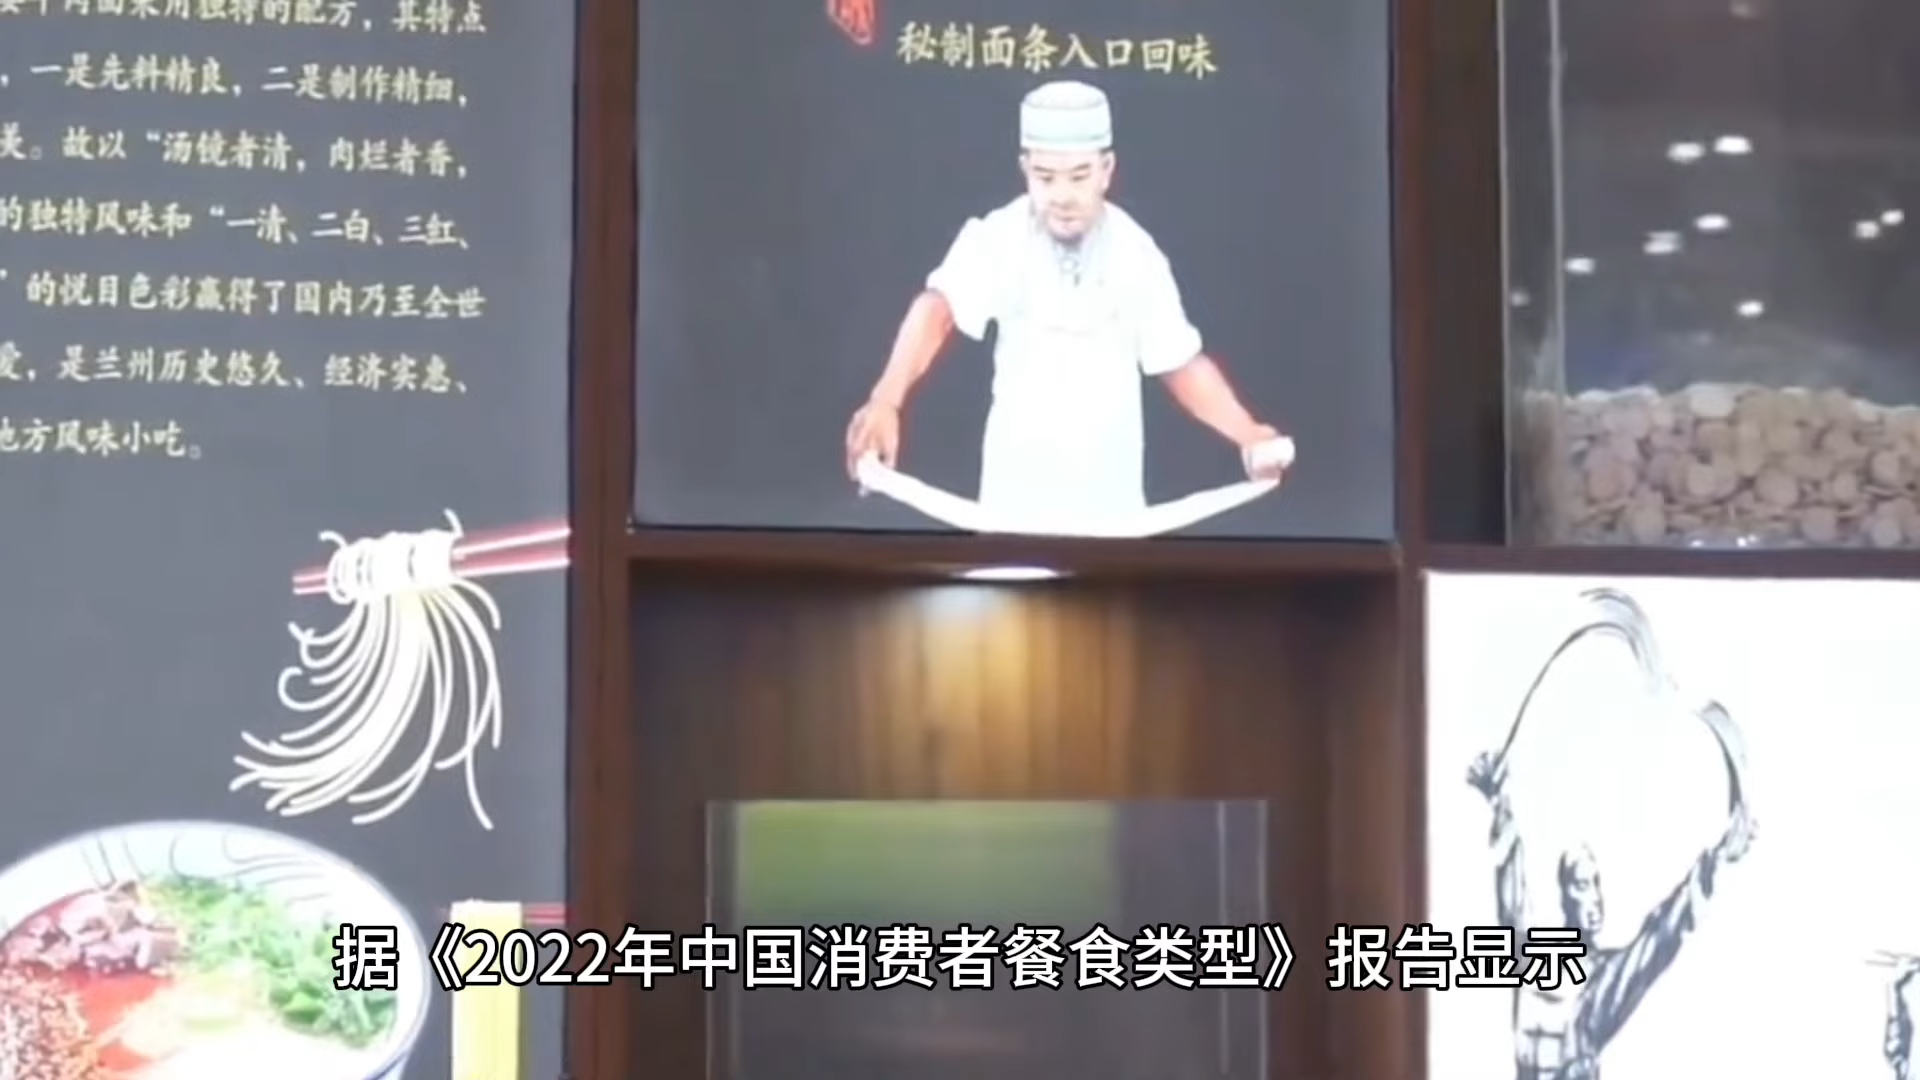 要牛肉面采用独特的配方，其特点
，一是先料精良，二是制作精细，
美。故以“汤镜者清，肉烂者香，
的独特风味和“一清、二白、三红、
”的悦目色彩赢得了国内乃至全世
爱，是兰州历史悠久、经济实惠、
地方风味小吃。
秘制面条入口回味
据《2022年中国消费者餐食类型》报告显示